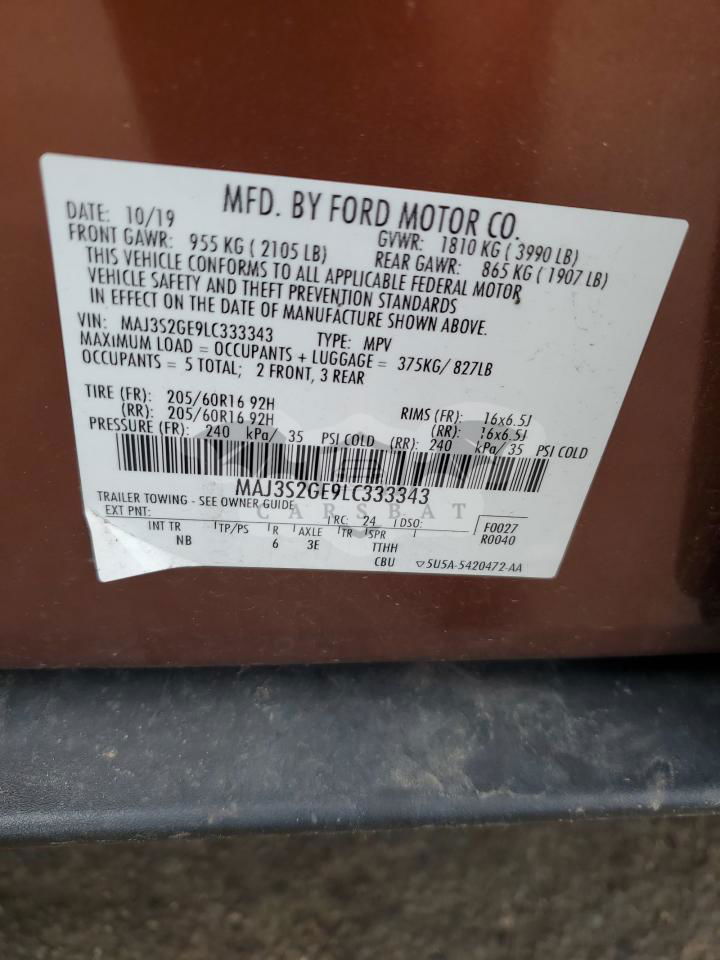 MFD. BY FORD MOTOR CO.
DATE: 10/19 GVWR: 1810 KG ( 3990 LB)
FRONT GAWR: 955 KG ( 2105 LB) REAR GAWR: 865 KG ( 1907 LB)
THIS VEHICLE CONFORMS TO ALL APPLICABLE FEDERAL MOTOR
VEHICLE SAFETY AND THEFT PREVENTION STANDARDS
IN EFFECT ON THE DATE OF MANUFACTURE SHOWN ABOVE.
VIN: MAJ3S2GE9LC333343 TYPE: MPV
MAXIMUM LOAD = OCCUPANTS + LUGGAGE = 375KG/ 827LB
OCCUPANTS = 5 TOTAL; 2 FRONT, 3 REAR
TIRE (FR): 205/60R16 92H RIMS (FR): 16x6.5J
(RR): 205/60R16 92H (RR): 16x6.5J
PRESSURE (FR): 240 kPa/ 35 PSI COLD (RR): 240 kPa/ 35 PSI COLD
MAJ3S2GE9LC333343
TRAILER TOWING - SEE OWNER GUIDE
CARSBAT
EXT PNT: RC: 24 DSO: F0027
INT TR TP/PS R AXLE TR SPR R0040
NB 6 3E TTHH
CBU 5U5A-5420472-AA